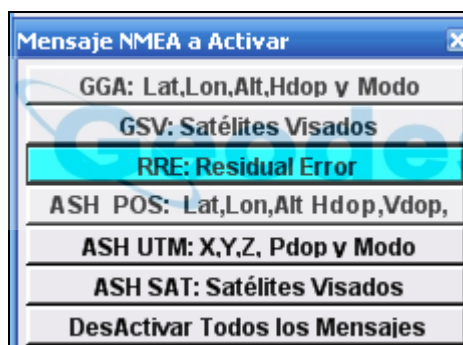 Mensaje NMEA a Activar
GGA: Lat,Lon,Alt,Hdop y Modo
GSV: Satélites Visados
RRE: Residual Error
ASH POS: Lat,Lon,Alt Hdop,Vdop,
ASH UTM: X,Y,Z, Pdop y Modo
ASH SAT: Satélites Visados
DesActivar Todos los Mensajes